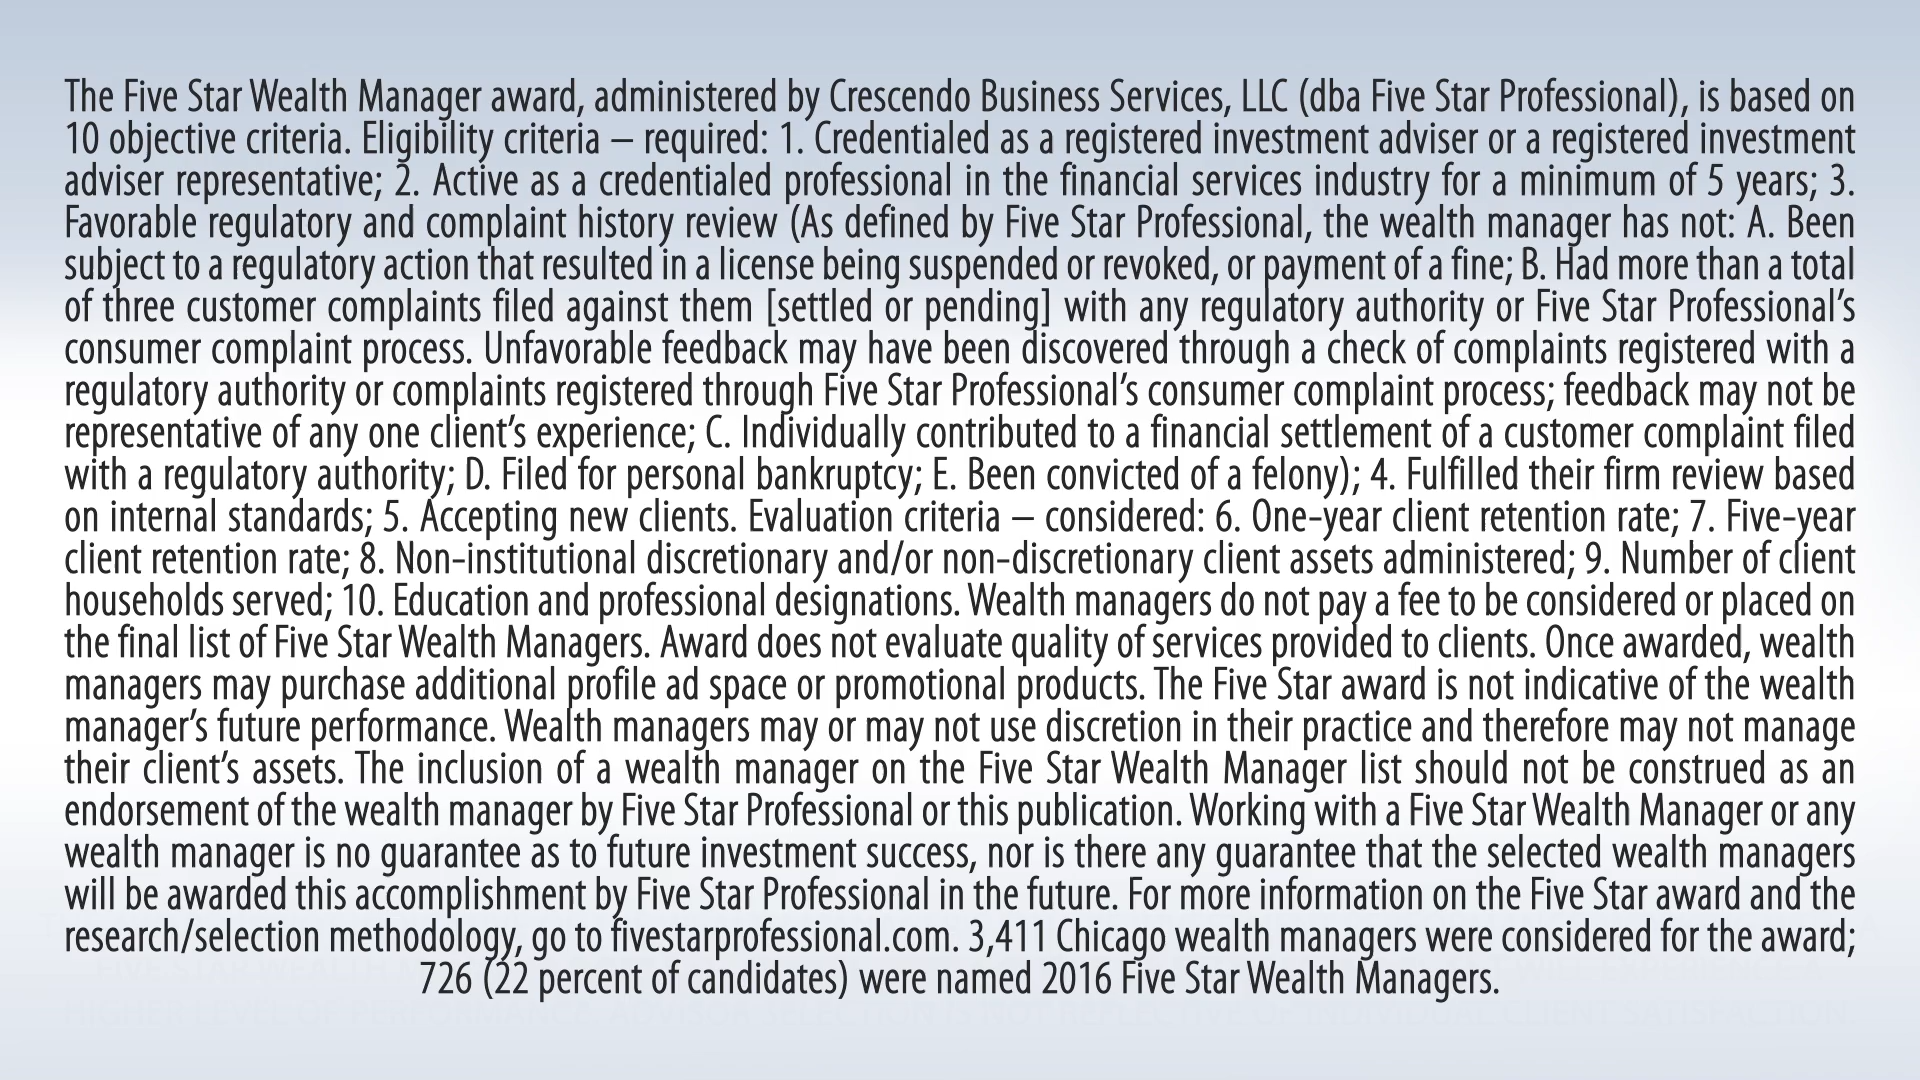 The Five Star Wealth Manager award, administered by Crescendo Business Services, LLC (dba Five Star Professional), is based on
10 objective criteria. Eligibility criteria – required: 1. Credentialed as a registered investment adviser or a registered investment
adviser representative; 2. Active as a credentialed professional in the financial services industry for a minimum of 5 years; 3.
Favorable regulatory and complaint history review (As defined by Five Star Professional, the wealth manager has not: A. Been
subject to a regulatory action that resulted in a license being suspended or revoked, or payment of a fine; B. Had more than a total
of three customer complaints filed against them [settled or pending] with any regulatory authority or Five Star Professional’s
consumer complaint process. Unfavorable feedback may have been discovered through a check of complaints registered with a
regulatory authority or complaints registered through Five Star Professional’s consumer complaint process; feedback may not be
representative of any one client’s experience; C. Individually contributed to a financial settlement of a customer complaint filed
with a regulatory authority; D. Filed for personal bankruptcy; E. Been convicted of a felony); 4. Fulfilled their firm review based
on internal standards; 5. Accepting new clients. Evaluation criteria – considered: 6. One-year client retention rate; 7. Five-year
client retention rate; 8. Non-institutional discretionary and/or non-discretionary client assets administered; 9. Number of client
households served; 10. Education and professional designations. Wealth managers do not pay a fee to be considered or placed on
the final list of Five Star Wealth Managers. Award does not evaluate quality of services provided to clients. Once awarded, wealth
managers may purchase additional profile ad space or promotional products. The Five Star award is not indicative of the wealth
manager’s future performance. Wealth managers may or may not use discretion in their practice and therefore may not manage
their client’s assets. The inclusion of a wealth manager on the Five Star Wealth Manager list should not be construed as an
endorsement of the wealth manager by Five Star Professional or this publication. Working with a Five Star Wealth Manager or any
wealth manager is no guarantee as to future investment success, nor is there any guarantee that the selected wealth managers
will be awarded this accomplishment by Five Star Professional in the future. For more information on the Five Star award and the
research/selection methodology, go to fivestarprofessional.com. 3,411 Chicago wealth managers were considered for the award;
726 (22 percent of candidates) were named 2016 Five Star Wealth Managers.
HIGHER LEVEL OF PERFORMANCE. ADVISOR SELECTION IS NOT REFLECTIVE OF INDIVIDUAL CLIENT SATISFACTION.